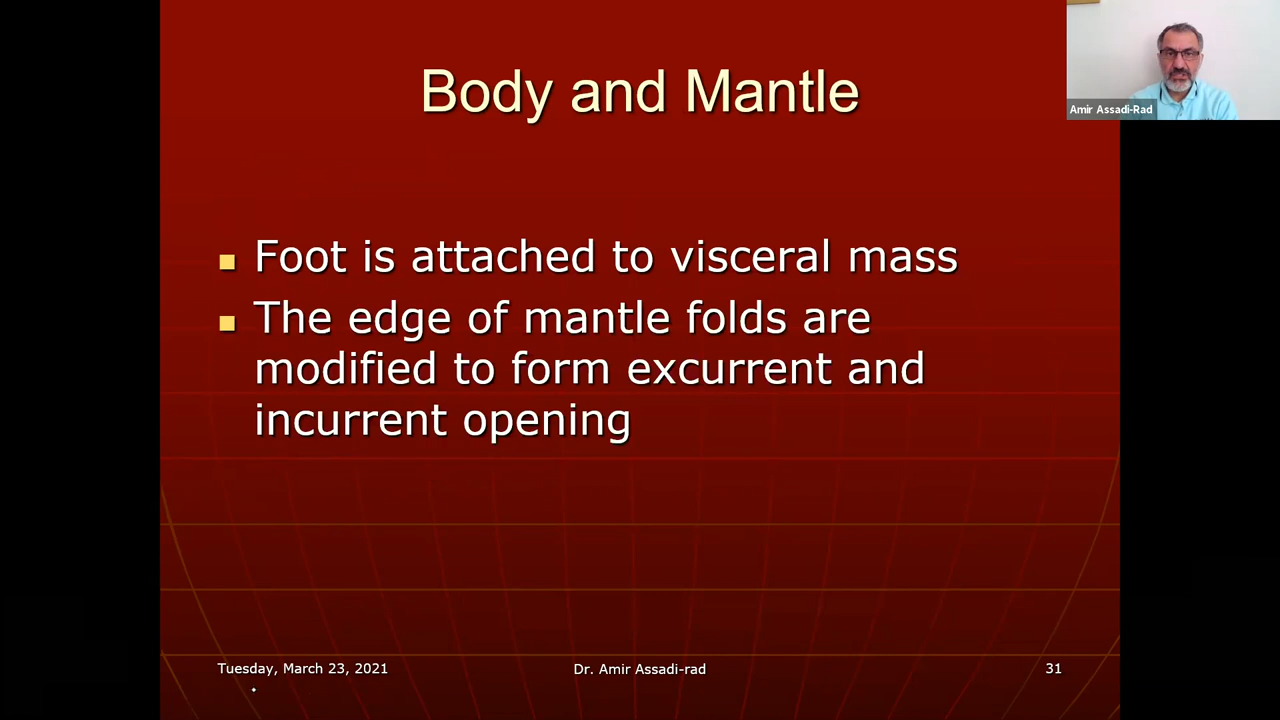 Body and Mantle
Amir Assadi-Rad
Foot is attached to visceral mass
The edge of mantle folds are
modified to form excurrent and
incurrent opening
Tuesday, March 23, 2021
Dr. Amir Assadi-rad
31